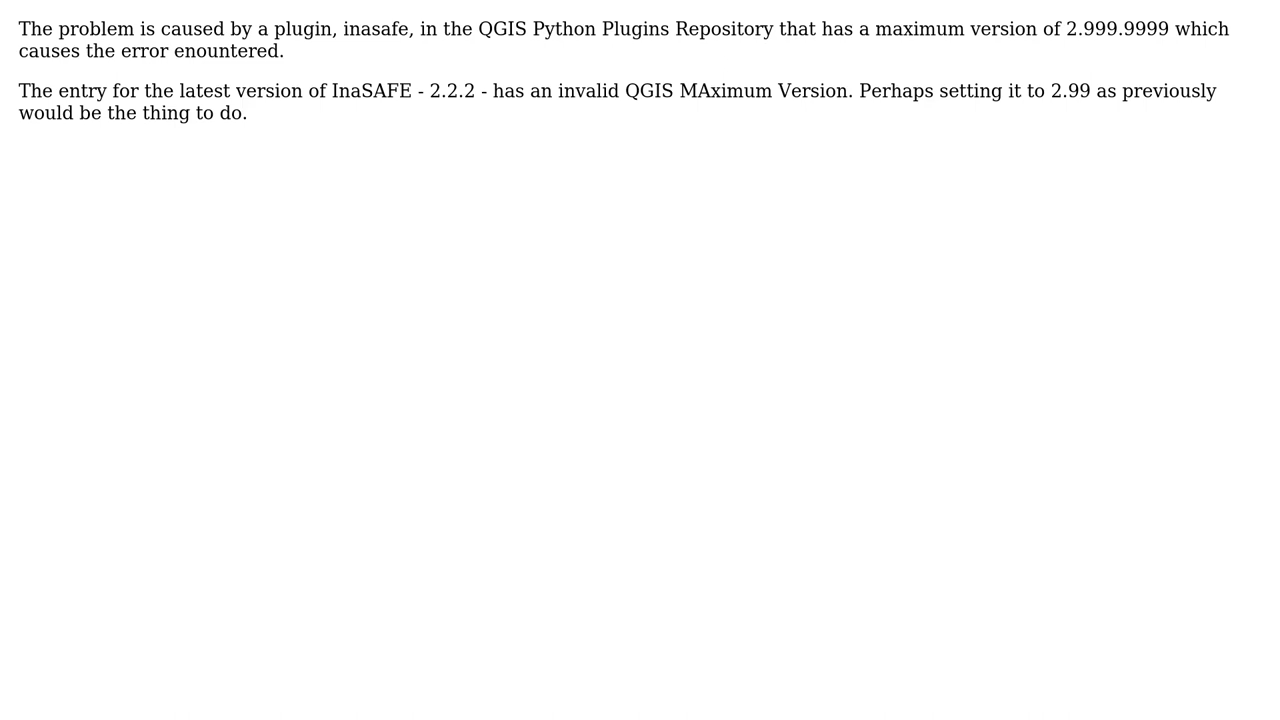 The problem is caused by a plugin, inasafe, in the QGIS Python Plugins Repository that has a maximum version of 2.999.9999 which
causes the error enountered.
The entry for the latest version of InaSAFE - 2.2.2 - has an invalid QGIS MAximum Version. Perhaps setting it to 2.99 as previously
would be the thing to do.